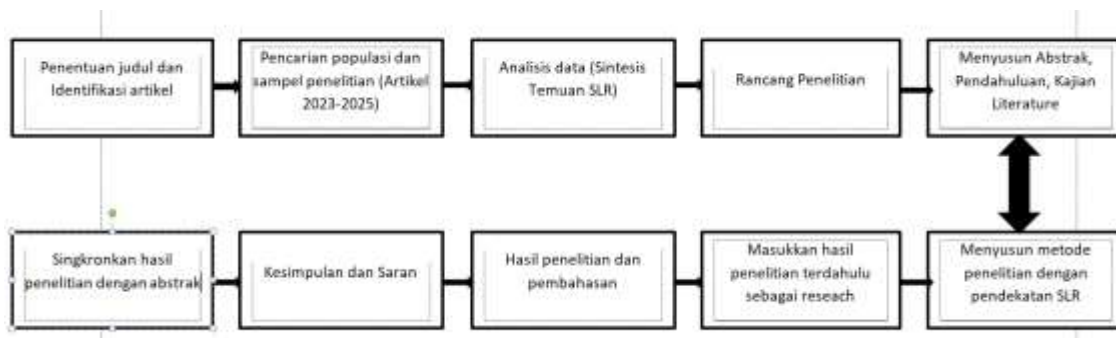 Penentuan judul dan
Identifikasi artikel
Pencarian populasi dan
sampel penelitian (Artikel
2023-2025)
Analisis data (Sintesis
Temuan SLR)
Rancang Penelitian
Menyusun Abstrak,
Pendahuluan, Kajian
Literature
Singkronkan hasil
penelitian dengan abstrak
Kesimpulan dan Saran
Hasil penelitian dan
pembahasan
Masukkan hasil
penelitian terdahulu
sebagai reseach
Menyusun metode
penelitian dengan
pendekatan SLR